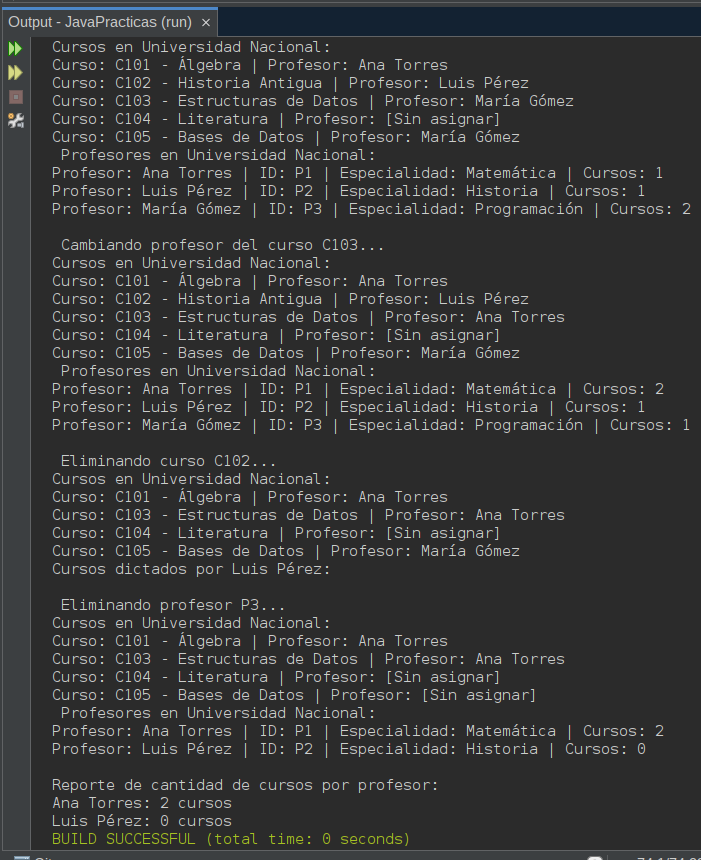 Output - JavaPracticas (run) ×
Cursos en Universidad Nacional:
Curso: C101 - Álgebra | Profesor: Ana Torres
Curso: C102 - Historia Antigua | Profesor: Luis Pérez
Curso: C103 - Estructuras de Datos | Profesor: María Gómez
Curso: C104 - Literatura | Profesor: [Sin asignar]
Curso: C105 - Bases de Datos | Profesor: María Gómez
Profesores en Universidad Nacional:
Profesor: Ana Torres | ID: P1 | Especialidad: Matemática | Cursos: 1
Profesor: Luis Pérez | ID: P2 | Especialidad: Historia | Cursos: 1
Profesor: María Gómez | ID: P3 | Especialidad: Programación | Cursos: 2
Cambiando profesor del curso C103...
Cursos en Universidad Nacional:
Curso: C101 - Álgebra | Profesor: Ana Torres
Curso: C102 - Historia Antigua | Profesor: Luis Pérez
Curso: C103 - Estructuras de Datos | Profesor: Ana Torres
Curso: C104 - Literatura | Profesor: [Sin asignar]
Curso: C105 - Bases de Datos | Profesor: María Gómez
Profesores en Universidad Nacional:
Profesor: Ana Torres | ID: P1 | Especialidad: Matemática | Cursos: 2
Profesor: Luis Pérez | ID: P2 | Especialidad: Historia | Cursos: 1
Profesor: María Gómez | ID: P3 | Especialidad: Programación | Cursos: 1
Eliminando curso C102...
Cursos en Universidad Nacional:
Curso: C101 - Álgebra | Profesor: Ana Torres
Curso: C103 - Estructuras de Datos | Profesor: Ana Torres
Curso: C104 - Literatura | Profesor: [Sin asignar]
Curso: C105 - Bases de Datos | Profesor: María Gómez
Cursos dictados por Luis Pérez:
Eliminando profesor P3...
Cursos en Universidad Nacional:
Curso: C101 - Álgebra | Profesor: Ana Torres
Curso: C103 - Estructuras de Datos | Profesor: Ana Torres
Curso: C104 - Literatura | Profesor: [Sin asignar]
Curso: C105 - Bases de Datos | Profesor: [Sin asignar]
Profesores en Universidad Nacional:
Profesor: Ana Torres | ID: P1 | Especialidad: Matemática | Cursos: 2
Profesor: Luis Pérez | ID: P2 | Especialidad: Historia | Cursos: 0
Reporte de cantidad de cursos por profesor:
Ana Torres: 2 cursos
Luis Pérez: 0 cursos
BUILD SUCCESSFUL (total time: 0 seconds)